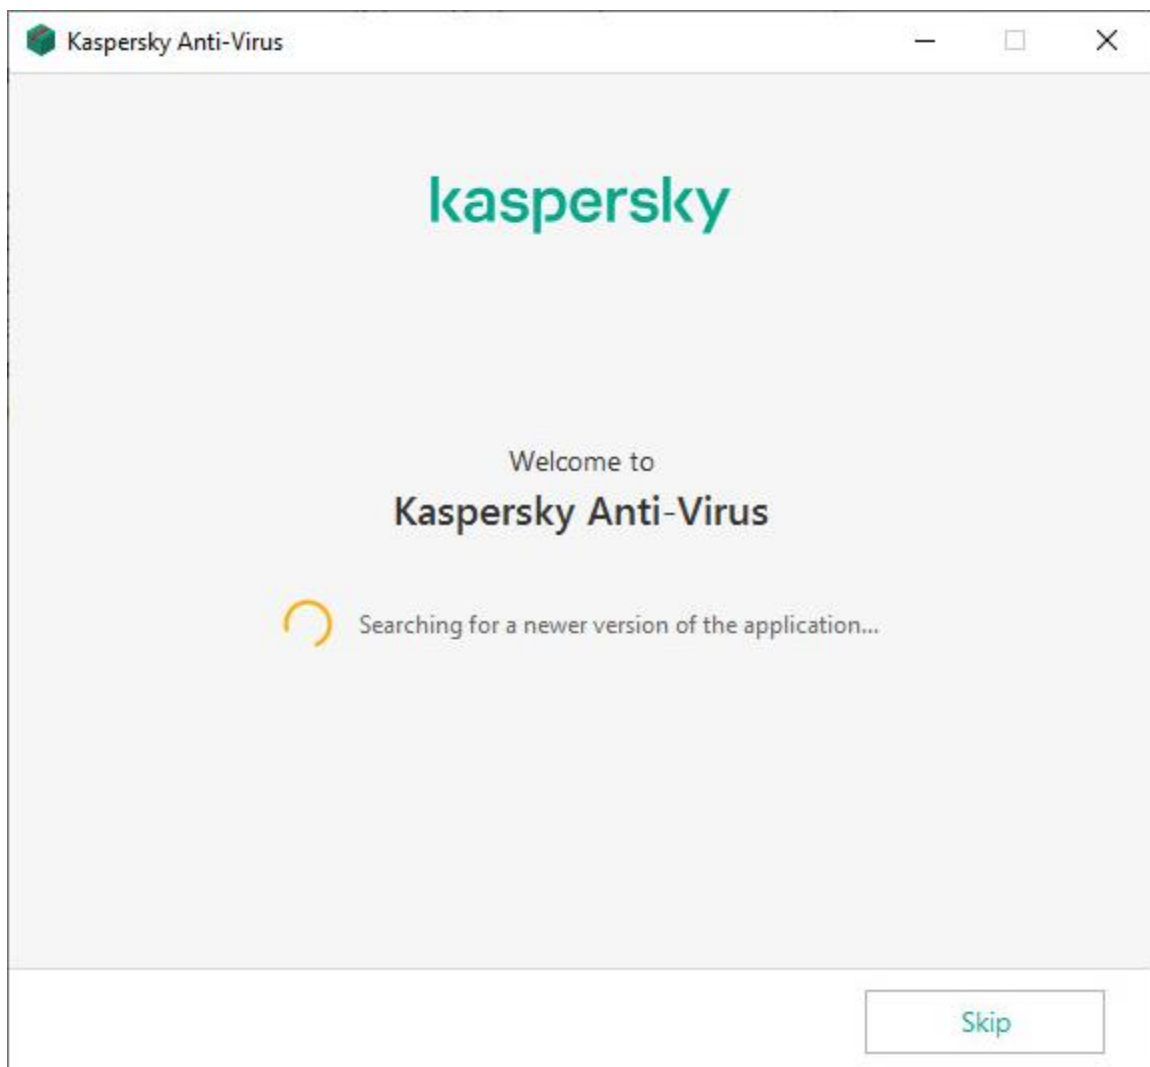 Kaspersky Anti-Virus
kaspersky
Welcome to
Kaspersky Anti-Virus
Searching for a newer version of the application...
Skip